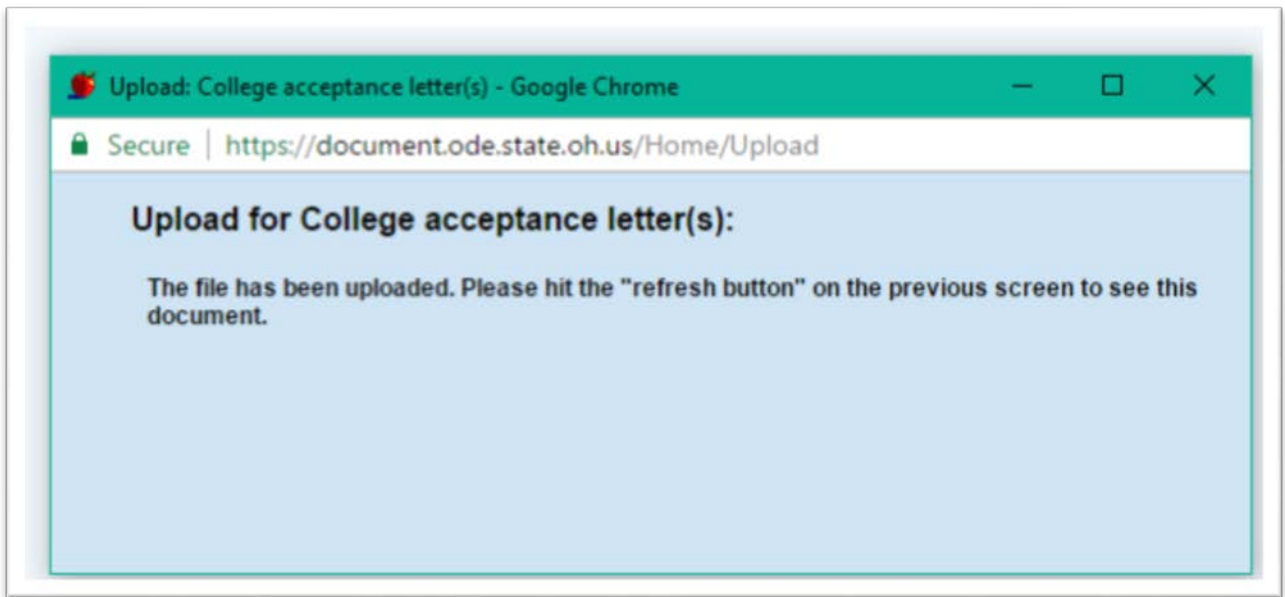 Upload: College acceptance letter(s) - Google Chrome
Secure | https://document.ode.state.oh.us/Home/Upload
Upload for College acceptance letter(s):
The file has been uploaded. Please hit the "refresh button" on the previous screen to see this
document.